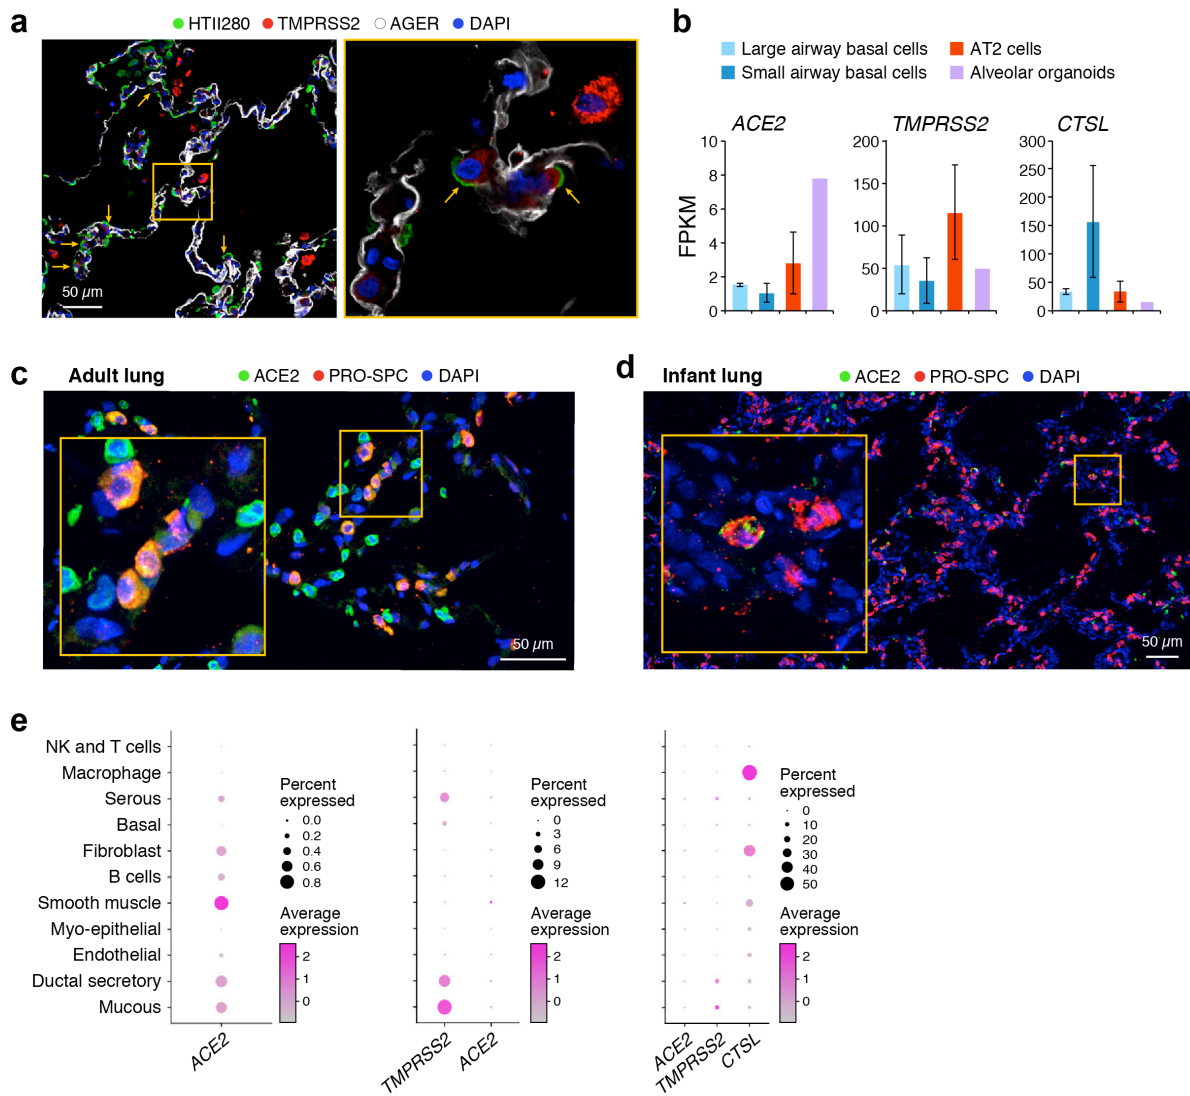 a
HTII280 TMPRSS2 AGER DAPI
50 µm
b
Large airway basal cells
Small airway basal cells
AT2 cells
Alveolar organoids
ACE2
TMPRSS2
CTSL
FPKM
10
8
6
4
2
0
200
150
100
50
0
300
250
200
150
100
50
0
c
Adult lung
ACE2 PRO-SPC DAPI
50 µm
d
Infant lung
ACE2 PRO-SPC DAPI
50 µm
e
NK and T cells
Macrophage
Serous
Basal
Fibroblast
B cells
Smooth muscle
Myo-epithelial
Endothelial
Ductal secretory
Mucous
ACE2
Percent
expressed
0.0
0.2
0.4
0.6
0.8
Average
expression
2
1
0
TMPRSS2
ACE2
Percent
expressed
0
3
6
9
12
Average
expression
2
1
0
ACE2
TMPRSS2
CTSL
Percent
expressed
0
10
20
30
40
50
Average
expression
2
1
0